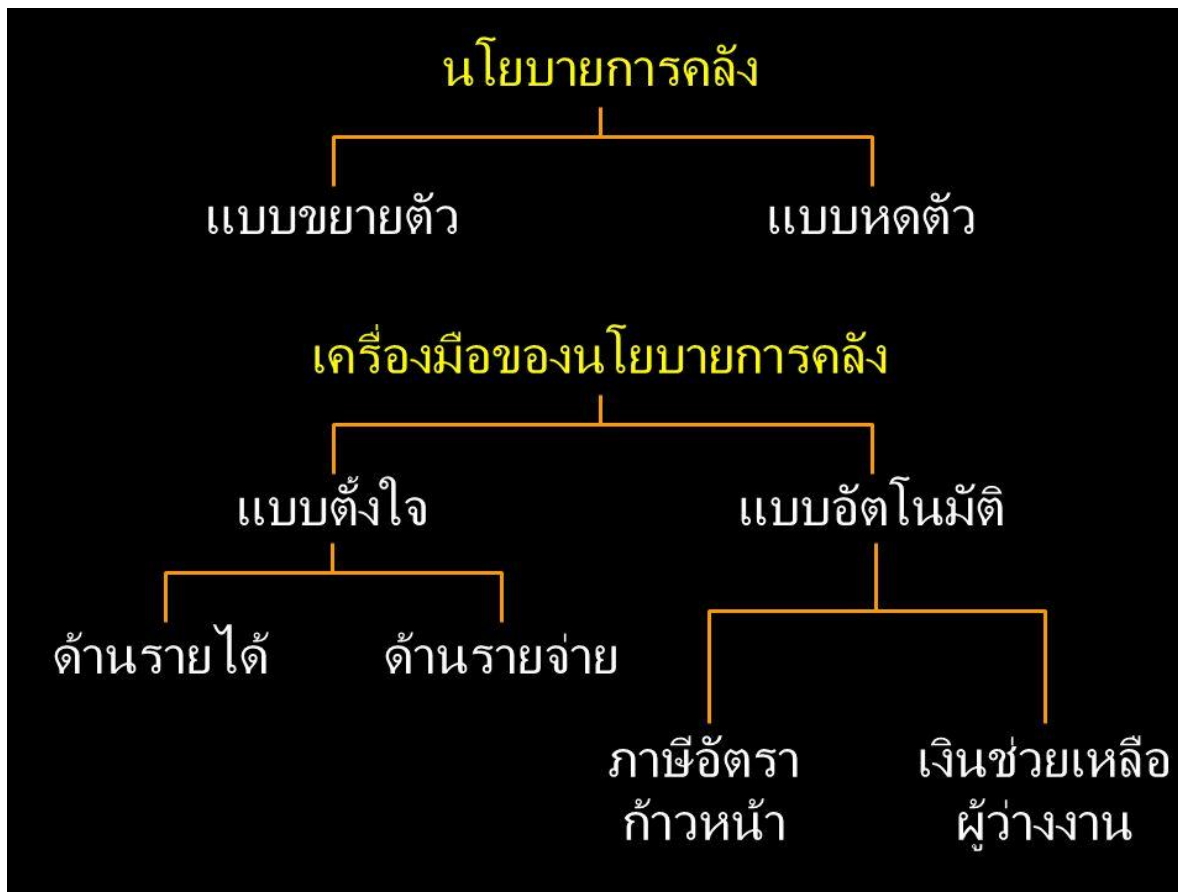 นโยบายการคลัง
แบบขยายตัว แบบหดตัว
เครื่องมือของนโยบายการคลัง
แบบตั้งใจ แบบอัตโนมัติ
ด้านรายได้ ด้านรายจ่าย
ภาษีอัตรา เงินช่วยเหลือ
ก้าวหน้า ผู้ว่างงาน